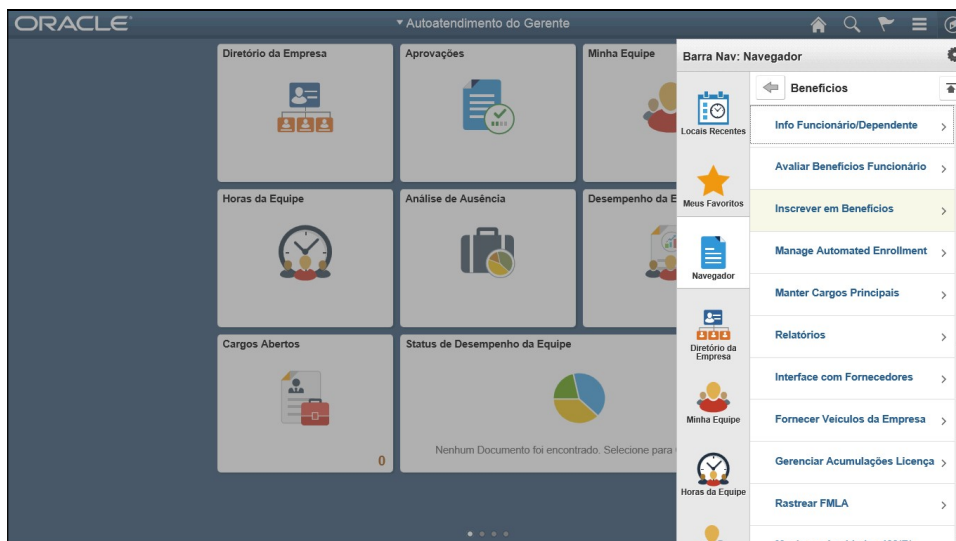 ORACLE
Autoatendimento do Gerente
Diretório da Empresa
Aprovações
Minha Equipe
Horas da Equipe
Análise de Ausência
Desempenho da E
Cargos Abertos
0
Status de Desempenho da Equipe
Nenhum Documento foi encontrado. Selecione para
Barra Nav: Navegador
Locais Recentes
Meus Favoritos
Navegador
Diretório da
Empresa
Minha Equipe
Horas da Equipe
Benefícios
Info Funcionário/Dependente
Avaliar Benefícios Funcionário
Inscrever em Benefícios
Manage Automated Enrollment
Manter Cargos Principais
Relatórios
Interface com Fornecedores
Fornecer Veículos da Empresa
Gerenciar Acumulações Licença
Rastrear FMLA